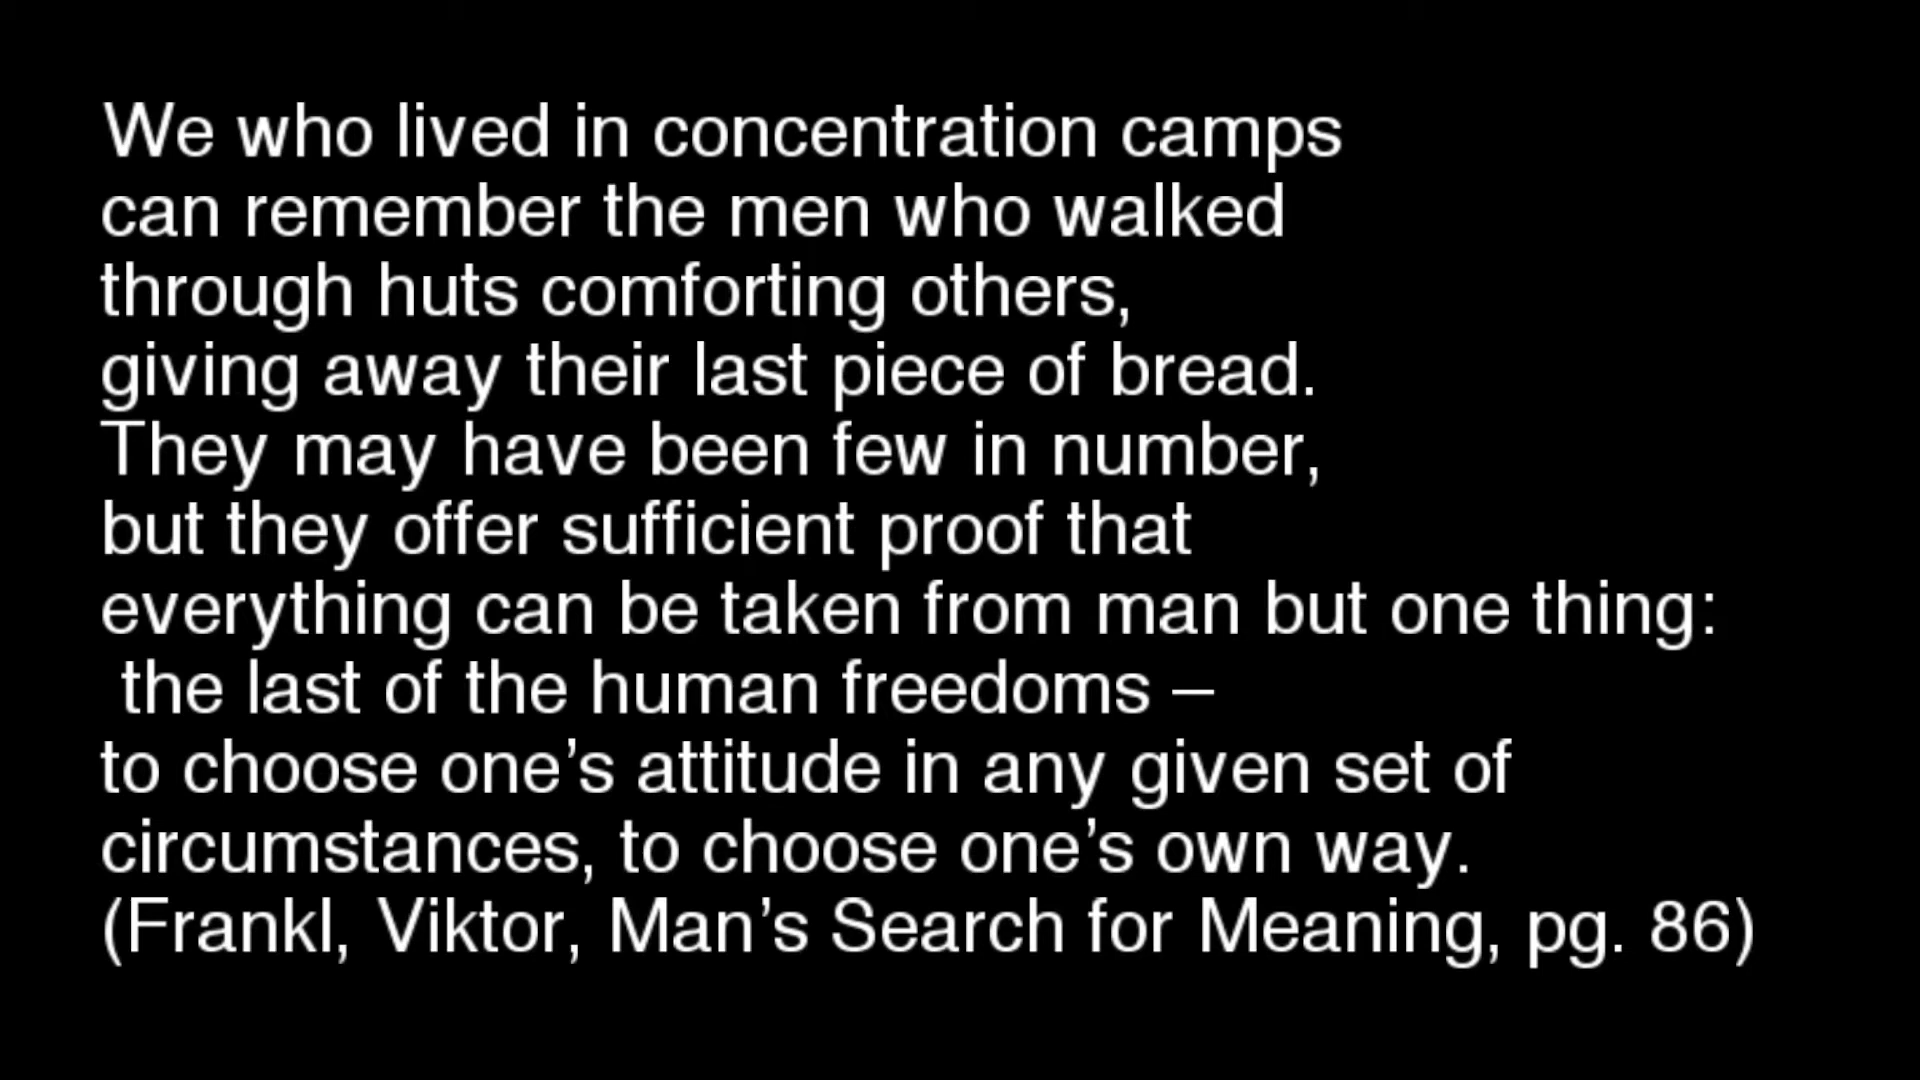 We who lived in concentration camps
can remember the men who walked
through huts comforting others,
giving away their last piece of bread.
They may have been few in number,
but they offer sufficient proof that
everything can be taken from man but one thing:
the last of the human freedoms –
to choose one’s attitude in any given set of
circumstances, to choose one’s own way.
(Frankl, Viktor, Man’s Search for Meaning, pg. 86)